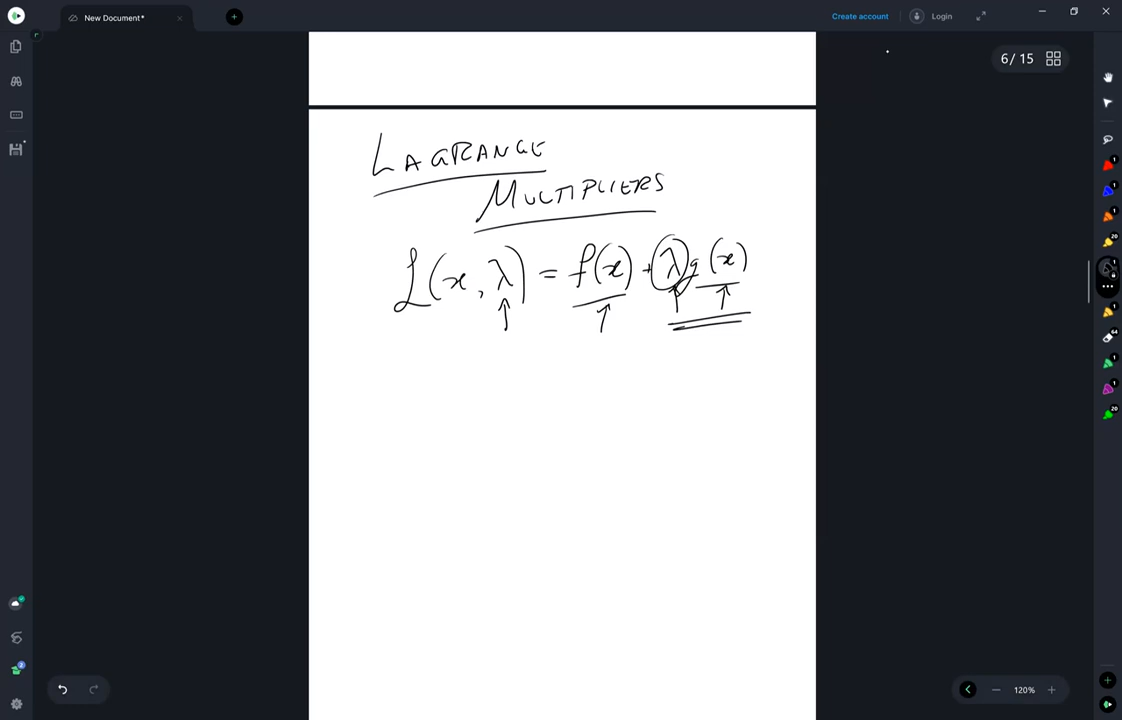 New Document*
Create account
Login
6/ 15
LAGRANGE
MULTIPLIERS
ℒ(x, λ) = f(x) + λg(x)
120%